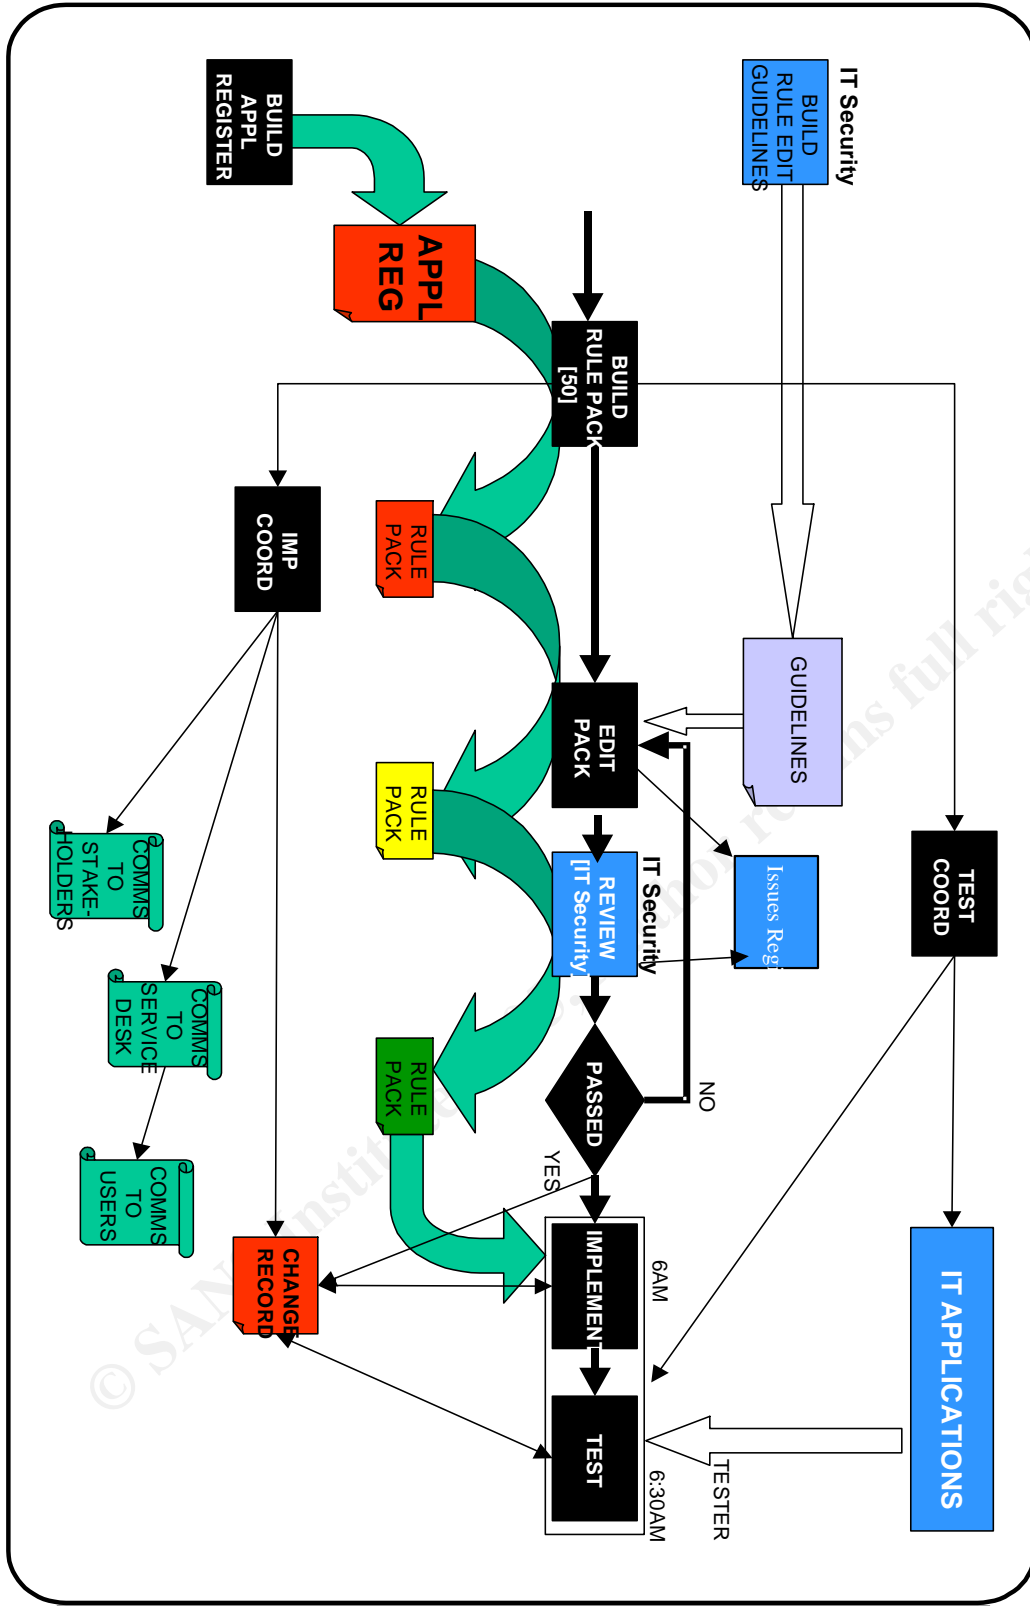 IT Security
BUILD
RULE EDIT
GUIDELINES
BUILD
APPL
REGISTER
APPL
REG
BUILD
RULE PACK
[50]
IMP
COORD
RULE
PACK
GUIDELINES
EDIT
PACK
RULE
PACK
TEST
COORD
Issues Regi
IT Security
REVIEW
[IT Security
COMMS
TO
STAKE-
HOLDERS
COMMS
TO
SERVICE
DESK
COMMS
TO
USERS
PASSED
NO
YES
RULE
PACK
CHANGE
RECORD
6AM
IMPLEMENT
TEST
6:30AM
TESTER
IT APPLICATIONS